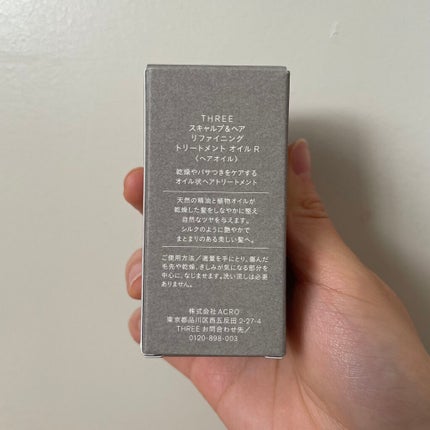 THREE
スキャルプ&ヘア
リファイニング
トリートメント オイル R
〈ヘアオイル〉
乾燥やパサつきをケアする
オイル状ヘアトリートメント
天然の精油と植物オイルが
乾燥した髪をしなやかに整え
自然なツヤを与えます。
シルクのように艶やかで
まとまりのある美しい髪へ。
ご使用方法/適量を手にとり、傷んだ
毛先や乾燥、きしみが気になる部分を
中心に、なじませます。洗い流しは必要
ありません。
株式会社ACRO
東京都品川区西五反田2-27-4
THREEお問合わせ先/
0120-898-003